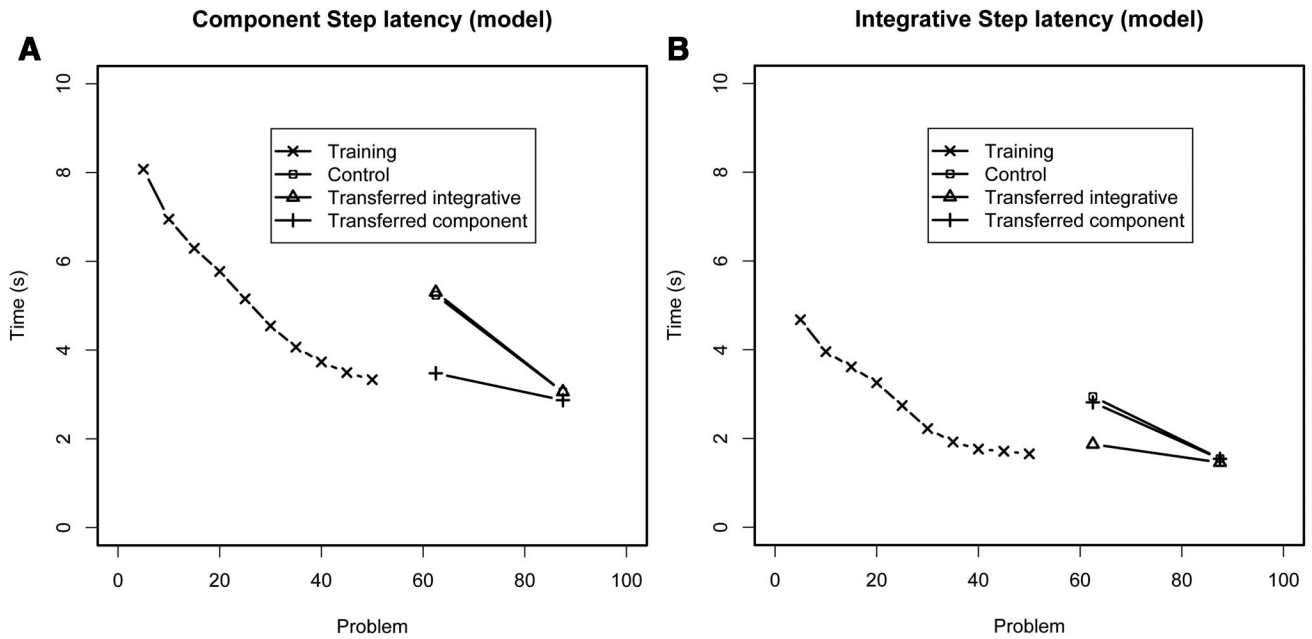 Component Step latency (model)
A
Time (s)
10
8
6
4
2
0
Training
Control
Transferred integrative
Transferred component
0 20 40 60 80 100
Problem
Integrative Step latency (model)
B
Time (s)
10
8
6
4
2
0
Training
Control
Transferred integrative
Transferred component
0 20 40 60 80 100
Problem